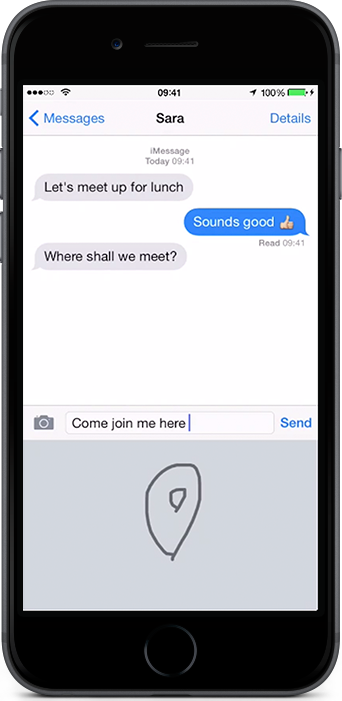 09:41 100%
Messages Sara Details
iMessage
Today 09:41
Let's meet up for lunch
Sounds good 👍🏼
Read 09:41
Where shall we meet?
Come join me here Send